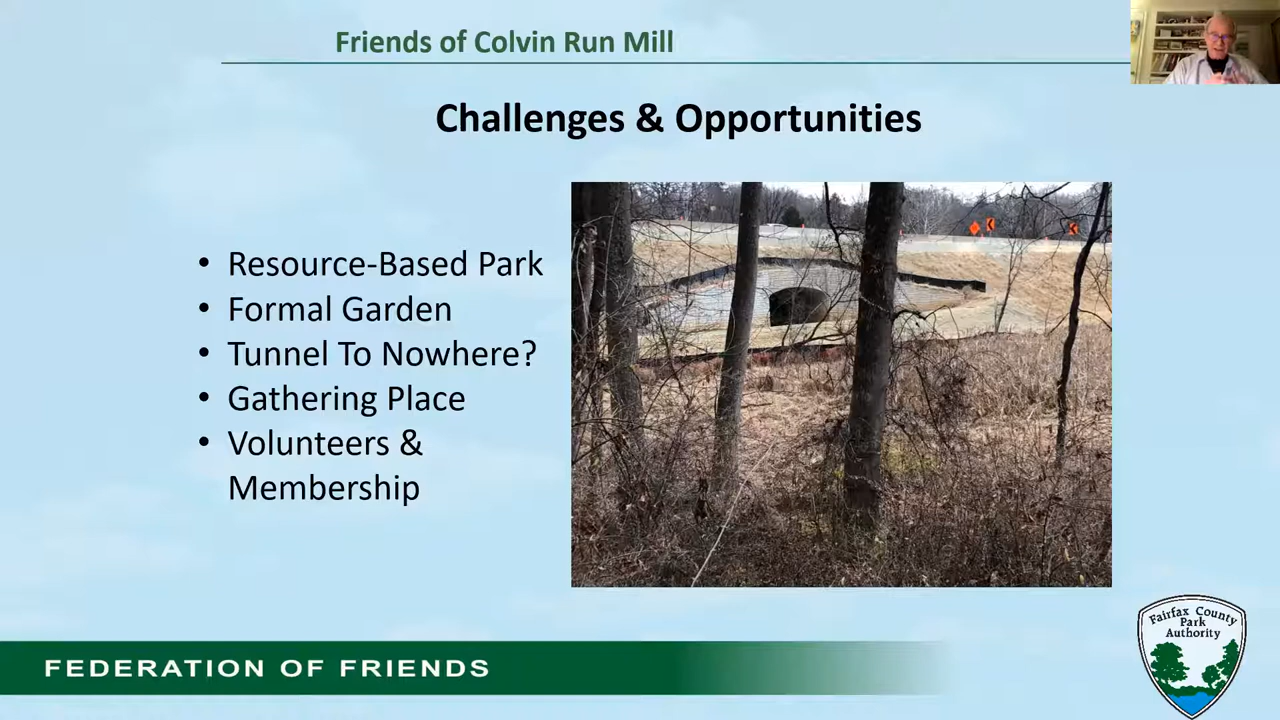 Friends of Colvin Run Mill
Challenges & Opportunities
• Resource-Based Park
• Formal Garden
• Tunnel To Nowhere?
• Gathering Place
• Volunteers &
Membership
FEDERATION OF FRIENDS
Fairfax County
Park
Authority